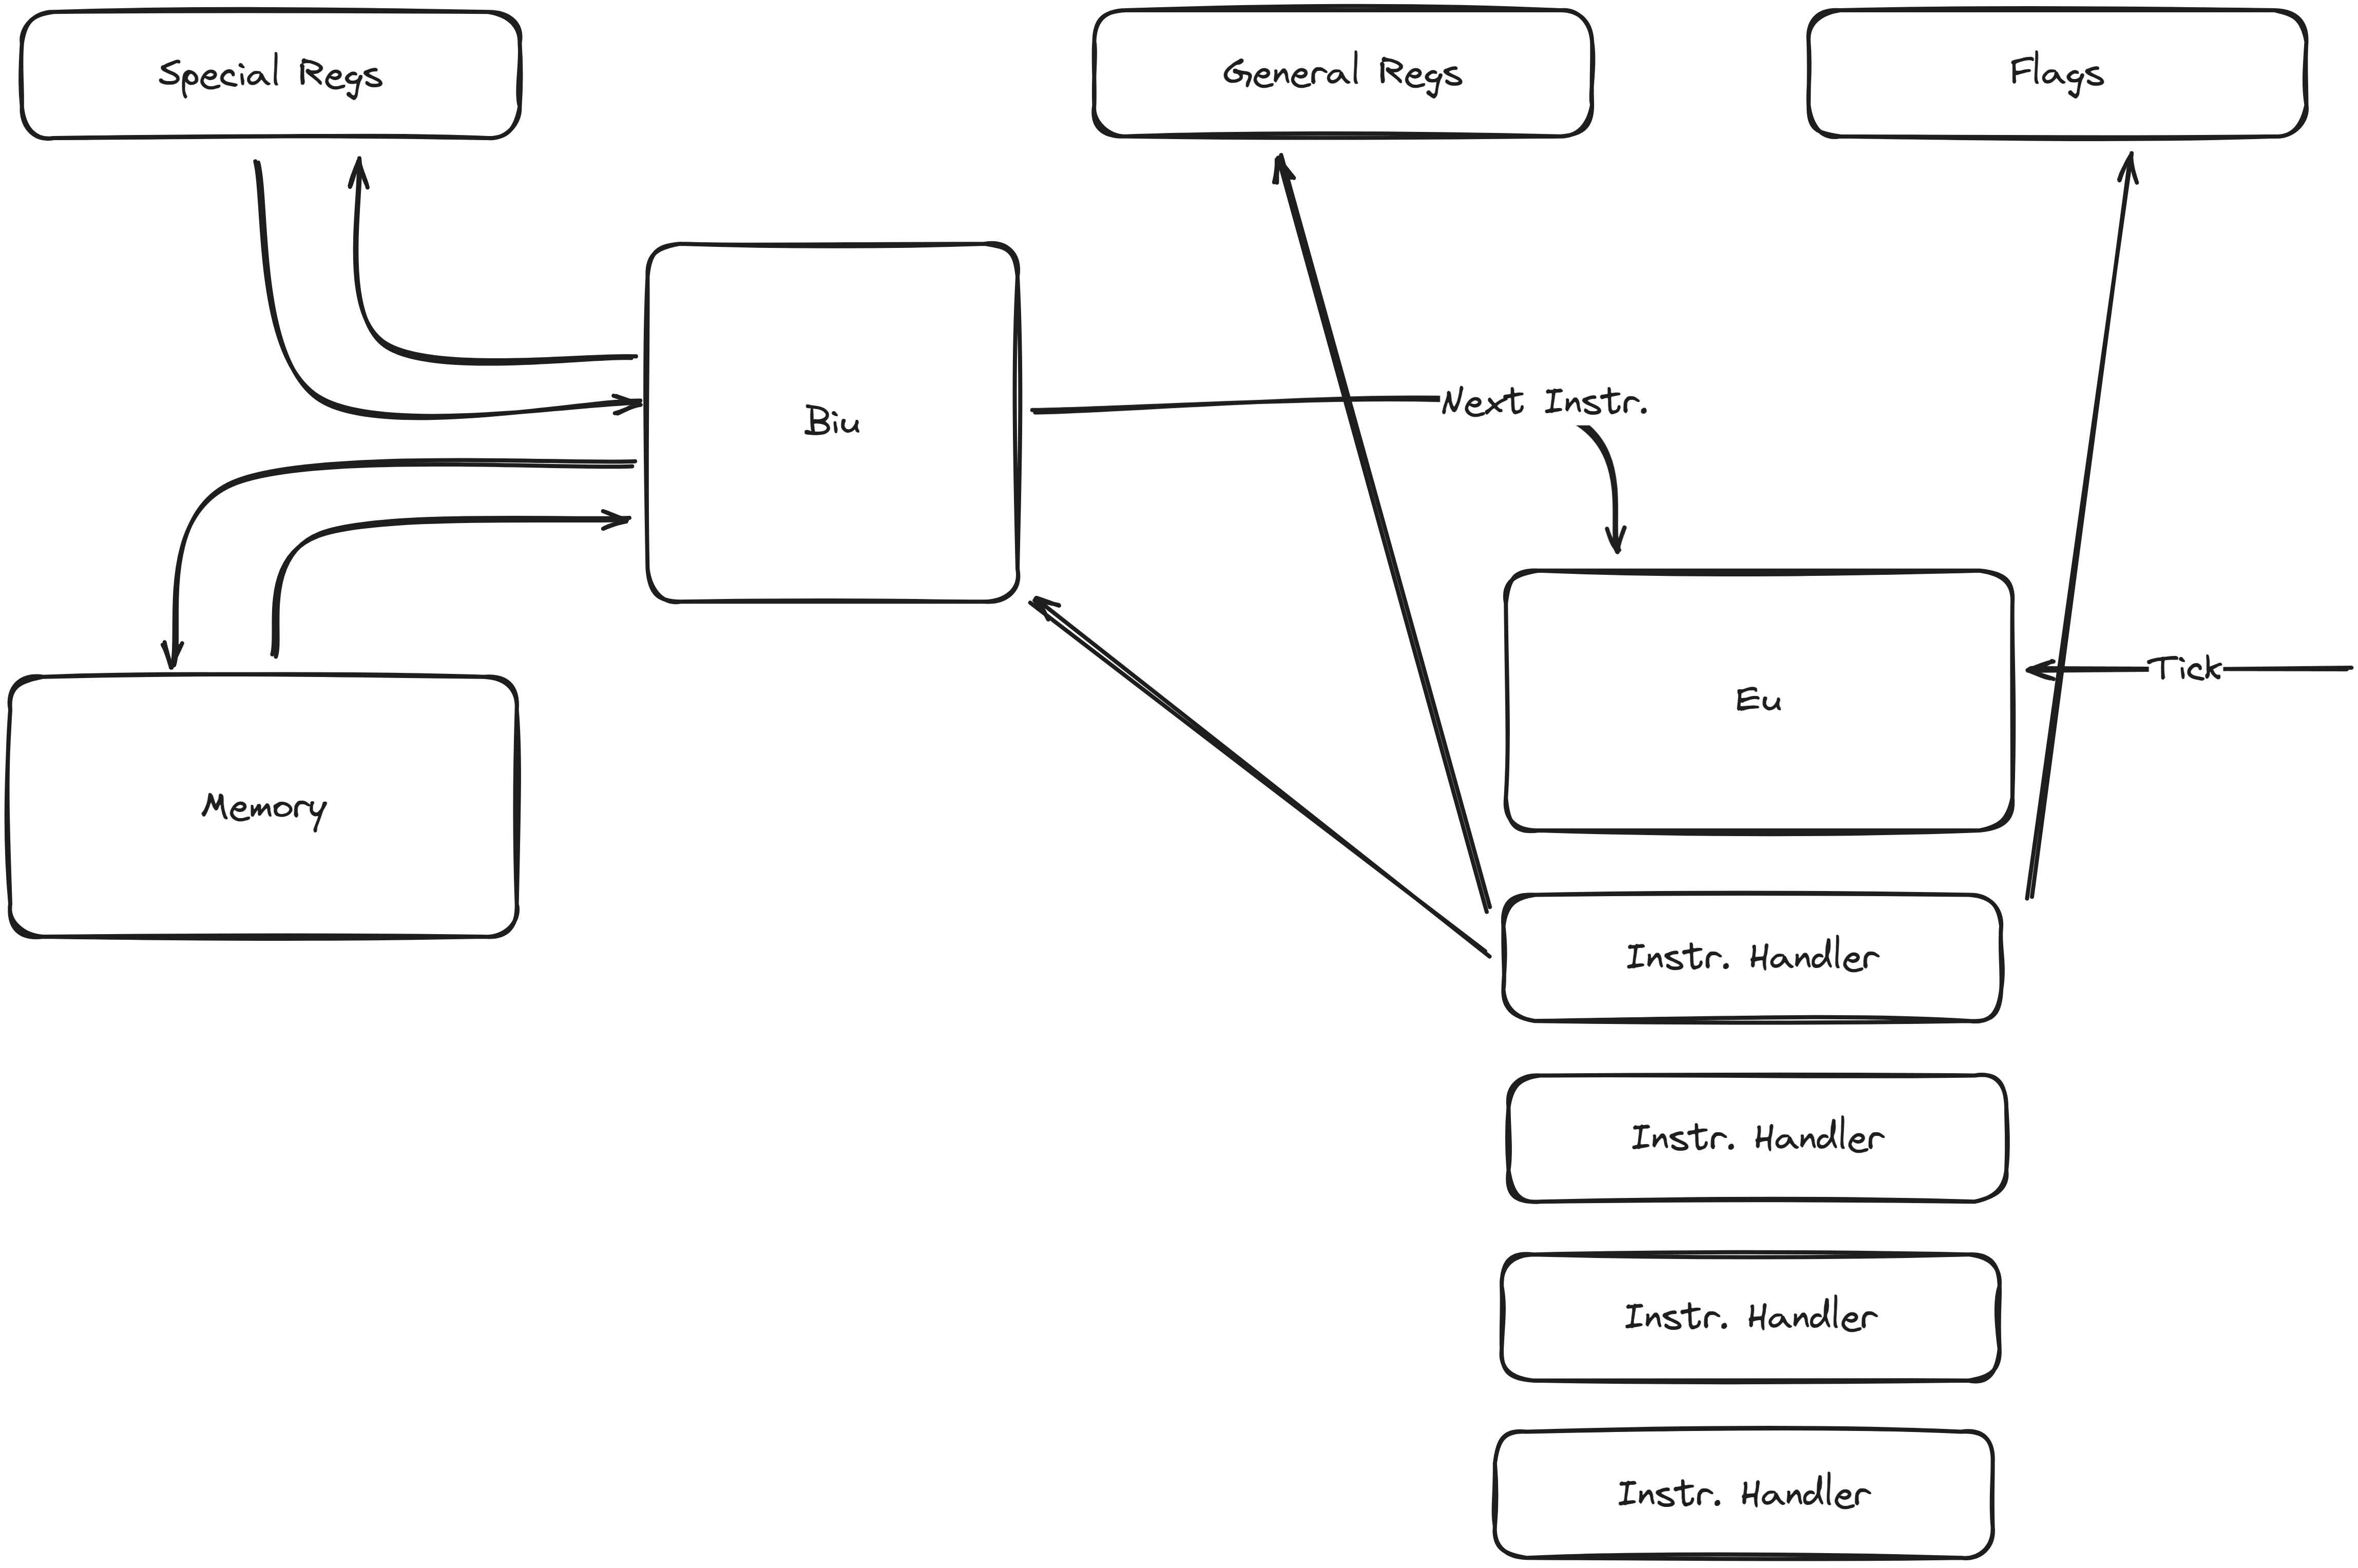 Special Regs
General Regs
Flags
Next Instr.
Biu
Tick
Eu
Memory
Instr. Handler
Instr. Handler
Instr. Handler
Instr. Handler